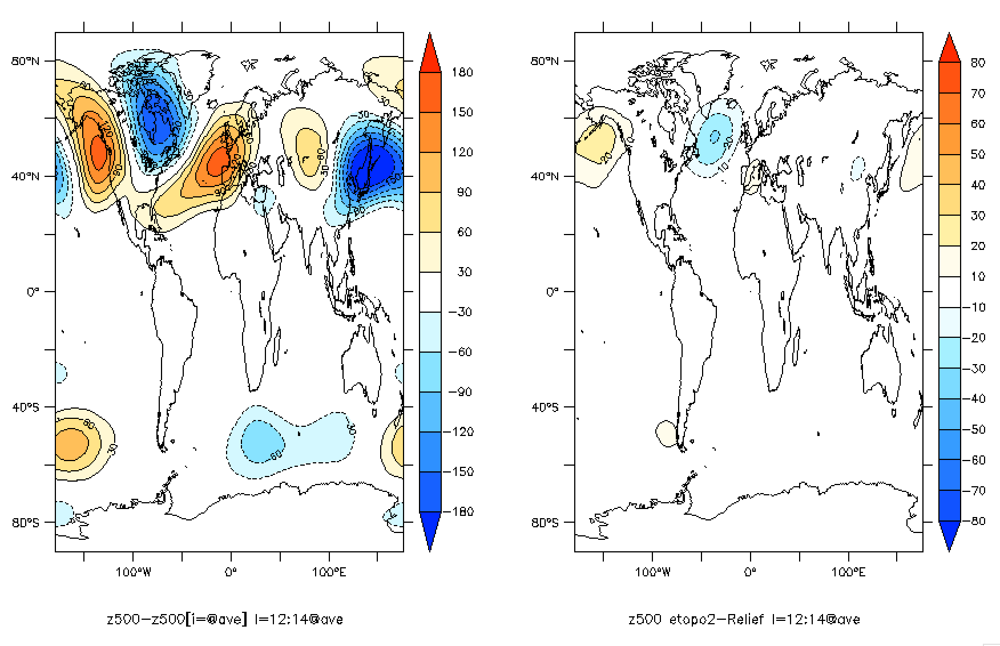 80°N
40°N
0°
40°S
80°S
100°W 0° 100°E
180
150
120
90
60
30
−30
−60
−90
−120
−150
−180
z500−z500[i=@ave] l=12:14@ave
80°N
40°N
0°
40°S
80°S
100°W 0° 100°E
80
70
60
50
40
30
20
10
−10
−20
−30
−40
−50
−60
−70
−80
z500 etopo2−Relief l=12:14@ave